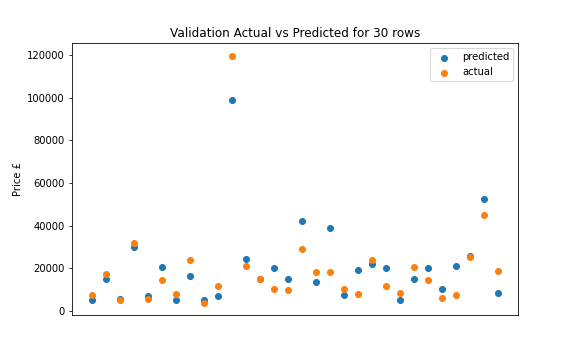 Validation Actual vs Predicted for 30 rows
predicted
actual
120000
100000
80000
60000
40000
20000
0
Price £